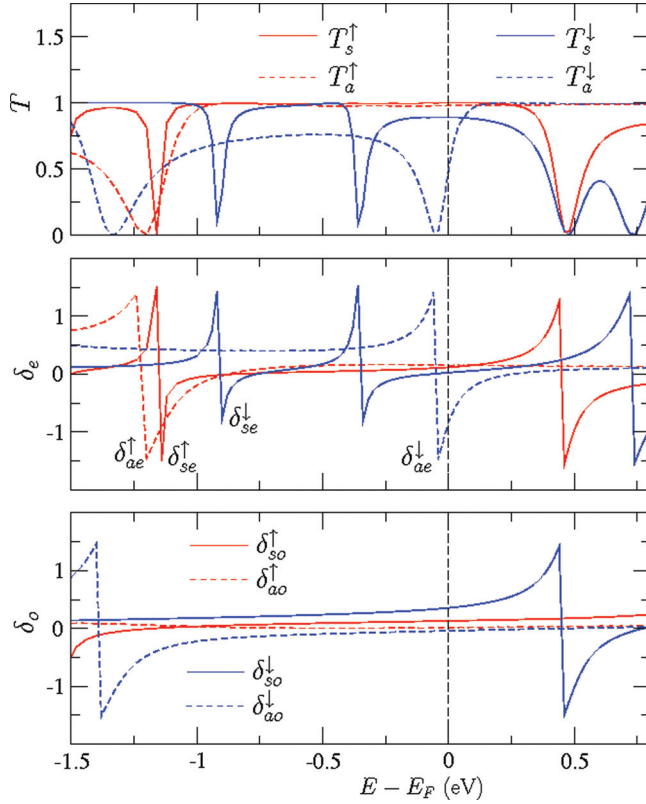 1.5
1
0.5
0
T
T_s^↑
T_a^↑
T_s^↓
T_a^↓
1
0
-1
δ_e
δ_ae^↑
δ_se^↑
δ_se^↓
δ_ae^↓
1
0
-1
δ_o
δ_so^↑
δ_ao^↑
δ_so^↓
δ_ao^↓
-1.5 -1 -0.5 0 0.5
E − E_F (eV)